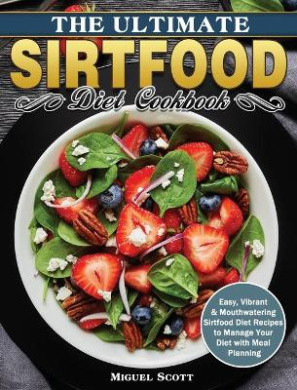 THE ULTIMATE
SIRTFOOD
Diet Cookbook
Easy, Vibrant
& Mouthwatering
Sirtfood Diet Recipes
to Manage Your
Diet with Meal
Planning
MIGUEL SCOTT